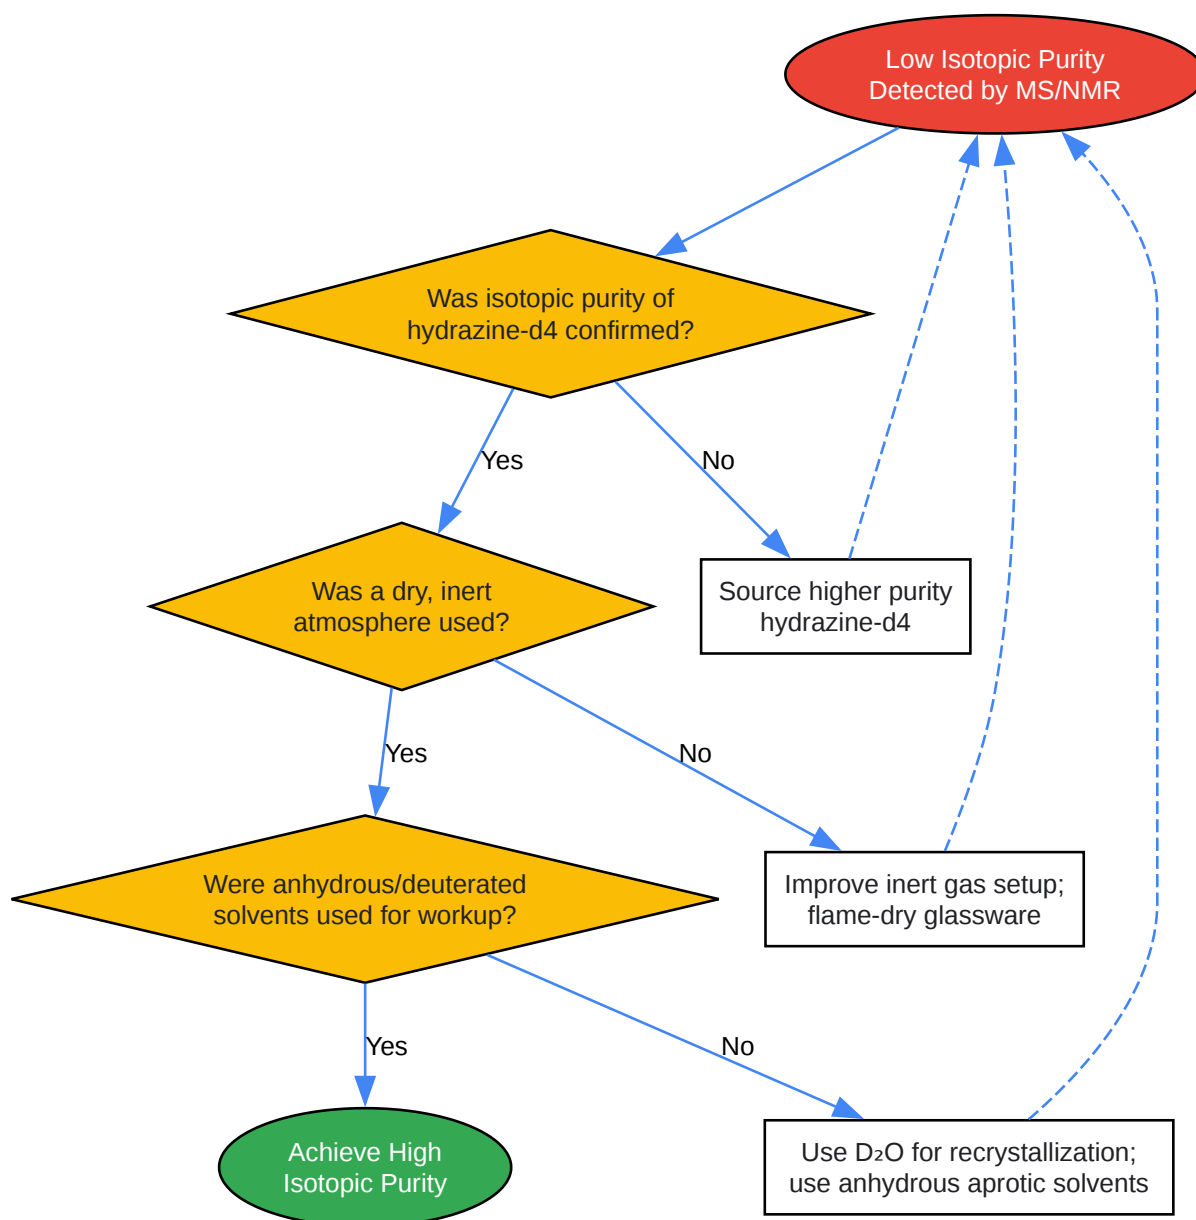 Low Isotopic Purity
Detected by MS/NMR
Was isotopic purity of
hydrazine-d4 confirmed?
Yes
No
Was a dry, inert
atmosphere used?
Source higher purity
hydrazine-d4
Yes
No
Were anhydrous/deuterated
solvents used for workup?
Improve inert gas setup;
flame-dry glassware
Yes
No
Achieve High
Isotopic Purity
Use D₂O for recrystallization;
use anhydrous aprotic solvents